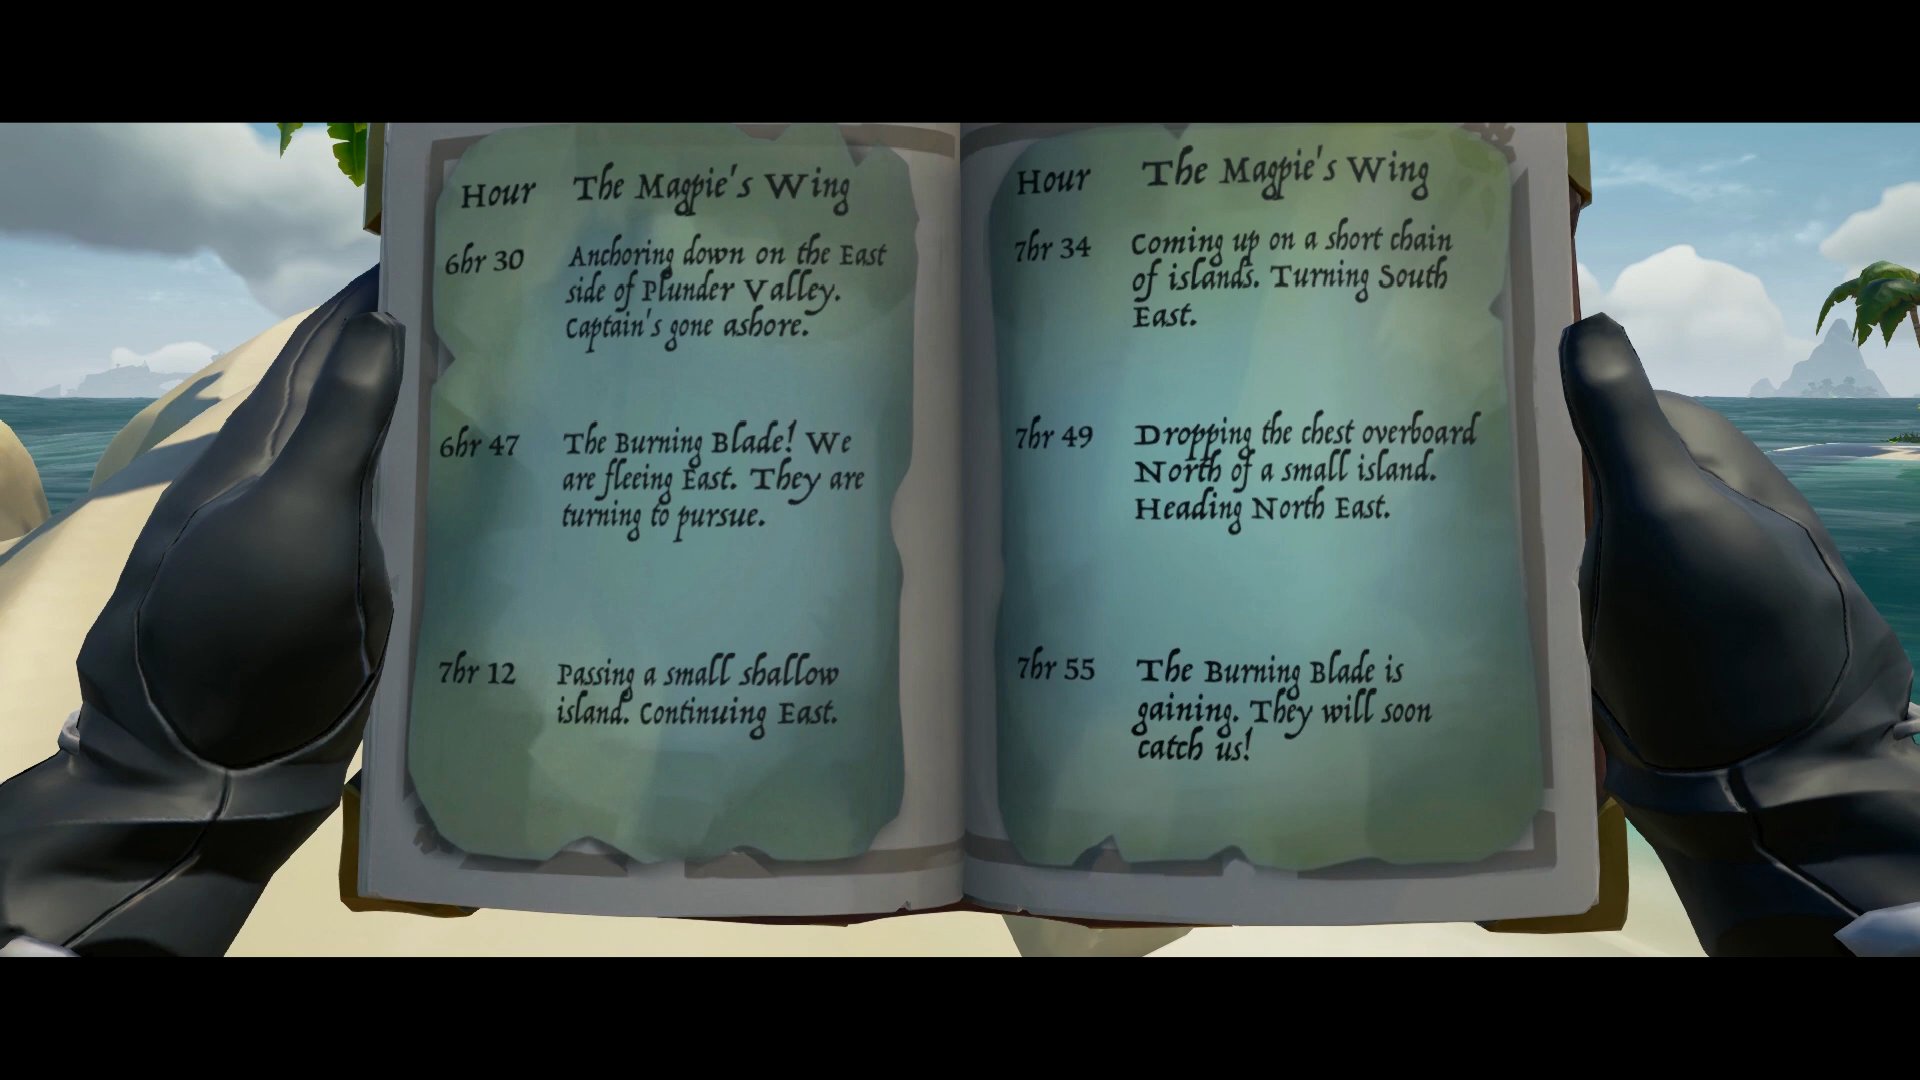 Hour The Magpie's Wing
6hr 30 Anchoring down on the East
side of Plunder Valley.
Captain's gone ashore.
6hr 47 The Burning Blade! We
are fleeing East. They are
turning to pursue.
7hr 12 Passing a small shallow
island. Continuing East.
Hour The Magpie's Wing
7hr 34 Coming up on a short chain
of islands. Turning South
East.
7hr 49 Dropping the chest overboard
North of a small island.
Heading North East.
7hr 55 The Burning Blade is
gaining. They will soon
catch us!